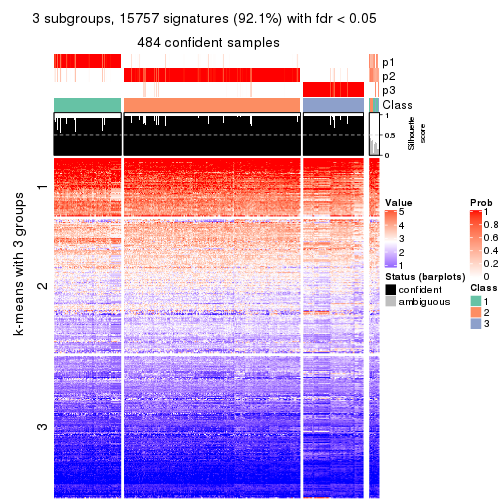 3 subgroups, 15757 signatures (92.1%) with fdr < 0.05
484 confident samples
p1
p2
p3
Class
1
0.5
0
Silhouette
score
k-means with 3 groups
1
2
3
Value
5
4
3
2
1
Status (barplots)
confident
ambiguous
Prob
1
0.8
0.6
0.4
0.2
0
Class
1
2
3